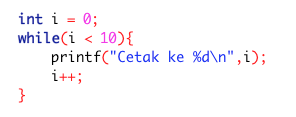 int i = 0;
while(i < 10){
    printf("Cetak ke %d\n",i);
    i++;
}